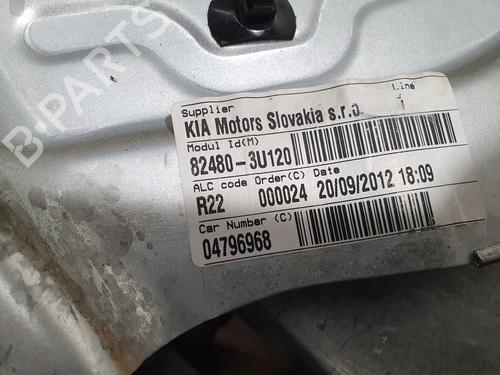 B-PARTS
Supplier
Line
KIA Motors Slovakia s.r.o
1
Modul Id(M)
82480-3U120
ALC code Order(C) Date
R22 000024 20/09/2012 18:09
Car Number (C)
04796968